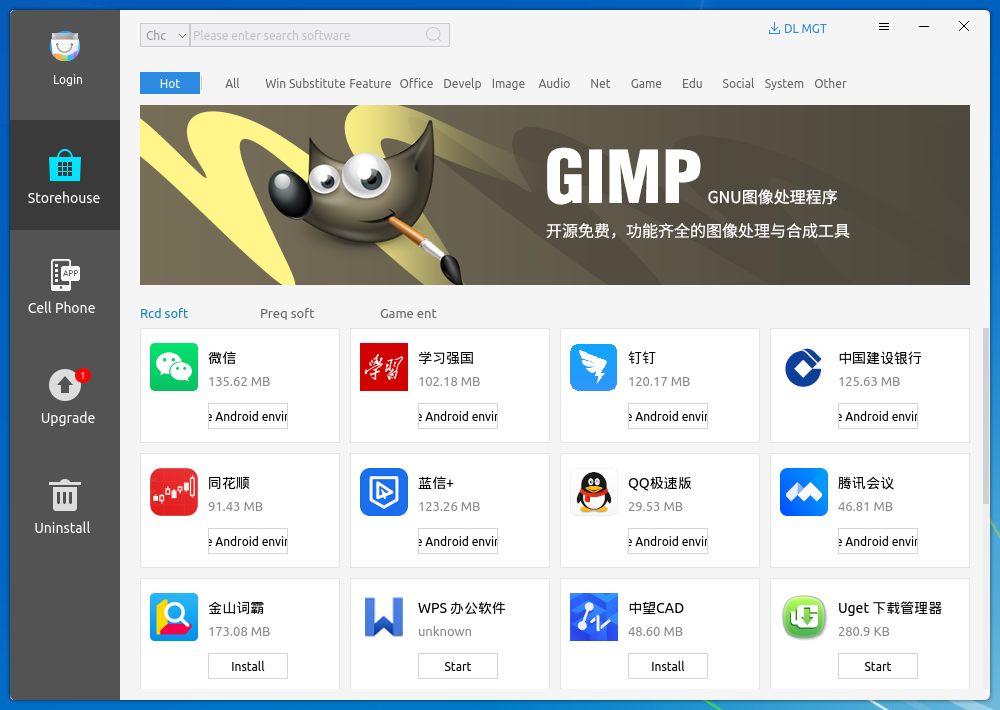 Login
Chc
Please enter search software
DL MGT
Hot
All
Win Substitute
Feature
Office
Develp
Image
Audio
Net
Game
Edu
Social
System
Other
Storehouse
APP
Cell Phone
1
Upgrade
Uninstall
GIMP GNU图像处理程序
开源免费，功能齐全的图像处理与合成工具
Rcd soft
Preq soft
Game ent
微信
135.62 MB
e Android envir
学习
学习强国
102.18 MB
e Android envir
钉钉
120.17 MB
e Android envir
中国建设银行
125.63 MB
e Android envir
同花顺
91.43 MB
e Android envir
蓝信+
123.26 MB
e Android envir
QQ极速版
29.53 MB
e Android envir
腾讯会议
46.81 MB
e Android envir
金山词霸
173.08 MB
Install
WPS 办公软件
unknown
Start
中望CAD
48.60 MB
Install
Uget 下载管理器
280.9 KB
Start